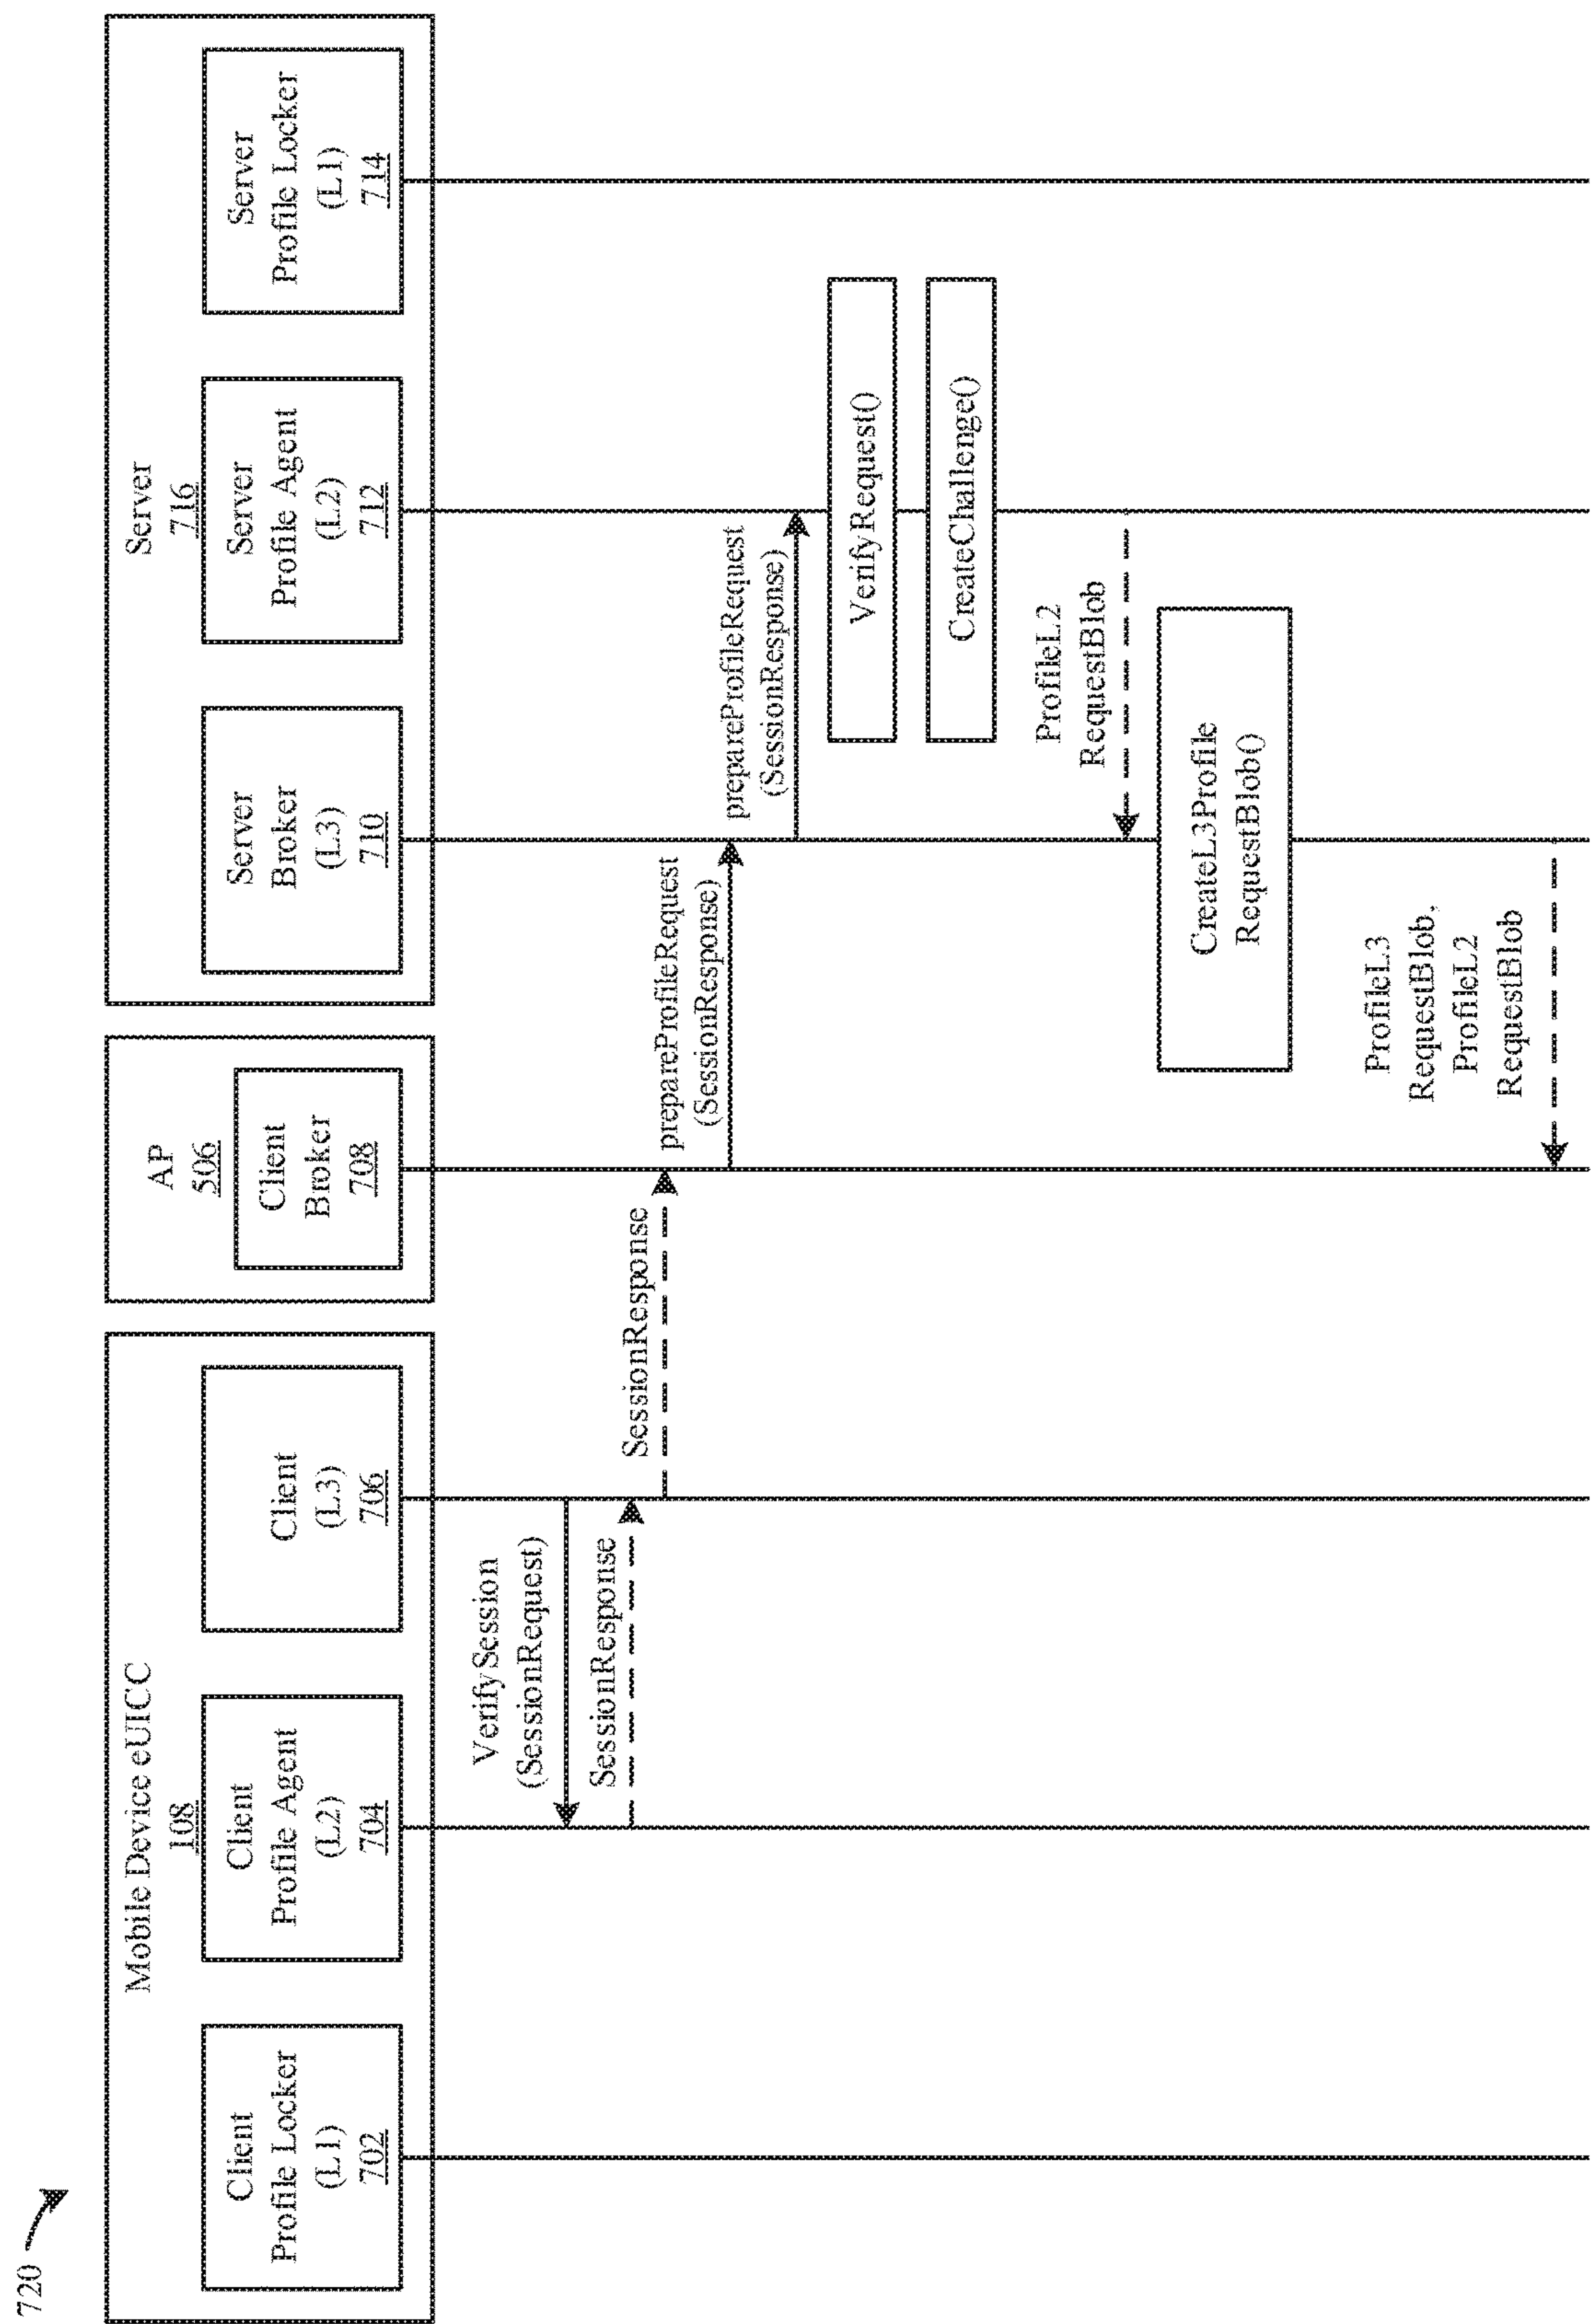 720
Mobile Device eUICC
108
Client
Profile Locker
(L1)
702
Client
Profile Agent
(L2)
704
Client
(L3)
706
AP
506
Client
Broker
708
Server
716
Server
Broker
(L3)
710
Server
Profile Agent
(L2)
712
Server
Profile Locker
(L1)
714
VerifySession
(SessionRequest)
SessionResponse
SessionResponse
prepareProfileRequest
(SessionResponse)
prepareProfileRequest
(SessionResponse)
VerifyRequest()
CreateChallenge()
ProfileL2
RequestBlob
CreateL3Profile
RequestBlob()
ProfileL3
RequestBlob,
ProfileL2
RequestBlob